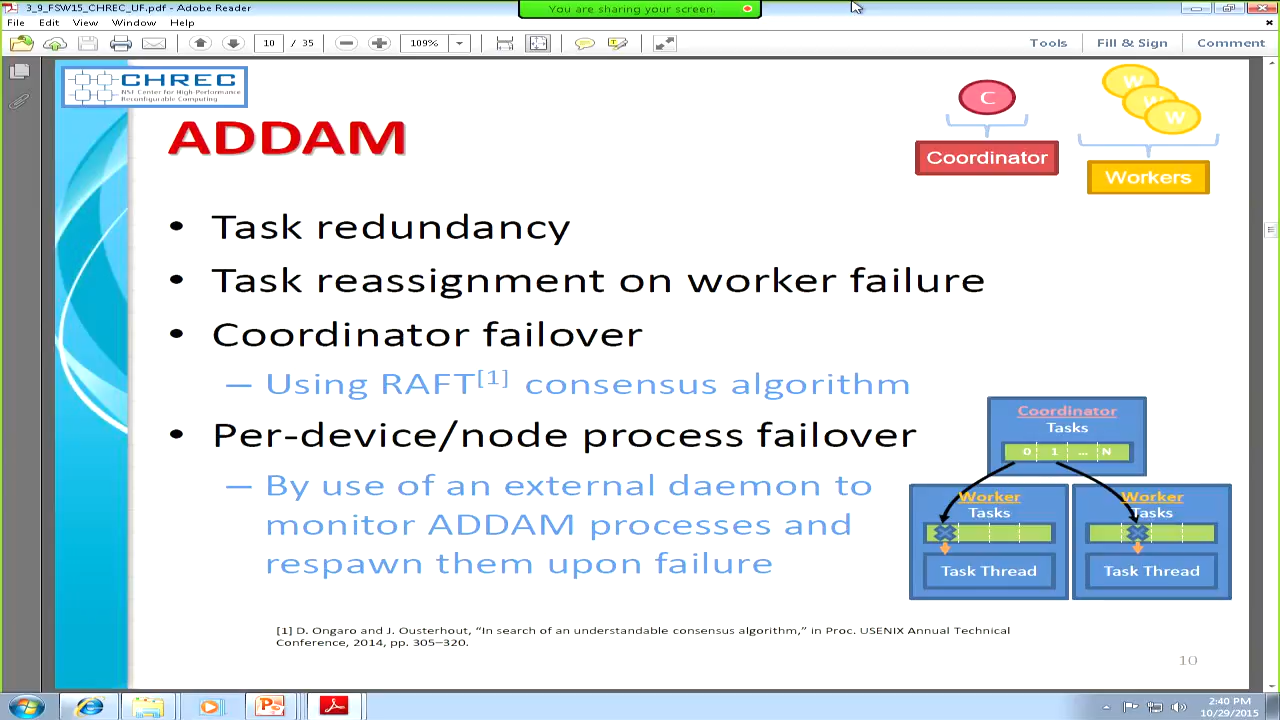 3_9_FSW15_CHREC_UF.pdf - Adobe Reader
You are sharing your screen.
File Edit View Window Help
10 / 35
109%
Tools Fill & Sign Comment
CHREC
NSF Center for High-Performance
Reconfigurable Computing
C
W
W
W
Coordinator
Workers
ADDAM
• Task redundancy
• Task reassignment on worker failure
• Coordinator failover
– Using RAFT[1] consensus algorithm
• Per-device/node process failover
– By use of an external daemon to
monitor ADDAM processes and
respawn them upon failure
Coordinator
Tasks
0 1 ... N
Worker
Tasks
Task Thread
Worker
Tasks
Task Thread
[1] D. Ongaro and J. Ousterhout, “In search of an understandable consensus algorithm,” in Proc. USENIX Annual Technical
Conference, 2014, pp. 305–320.
10
2:40 PM
10/29/2015